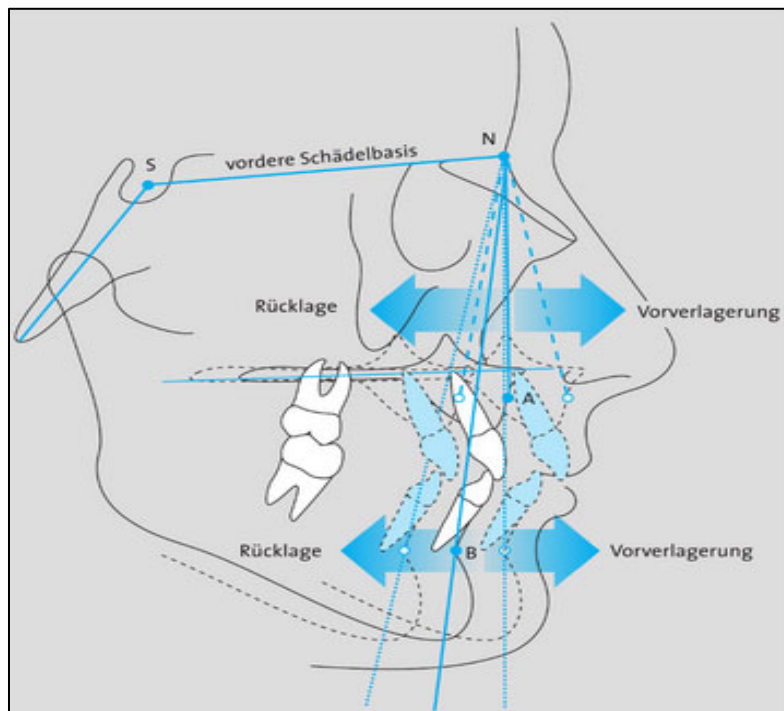 N
S
vordere Schädelbasis
Rücklage
Vorverlagerung
A
Rücklage
B
Vorverlagerung